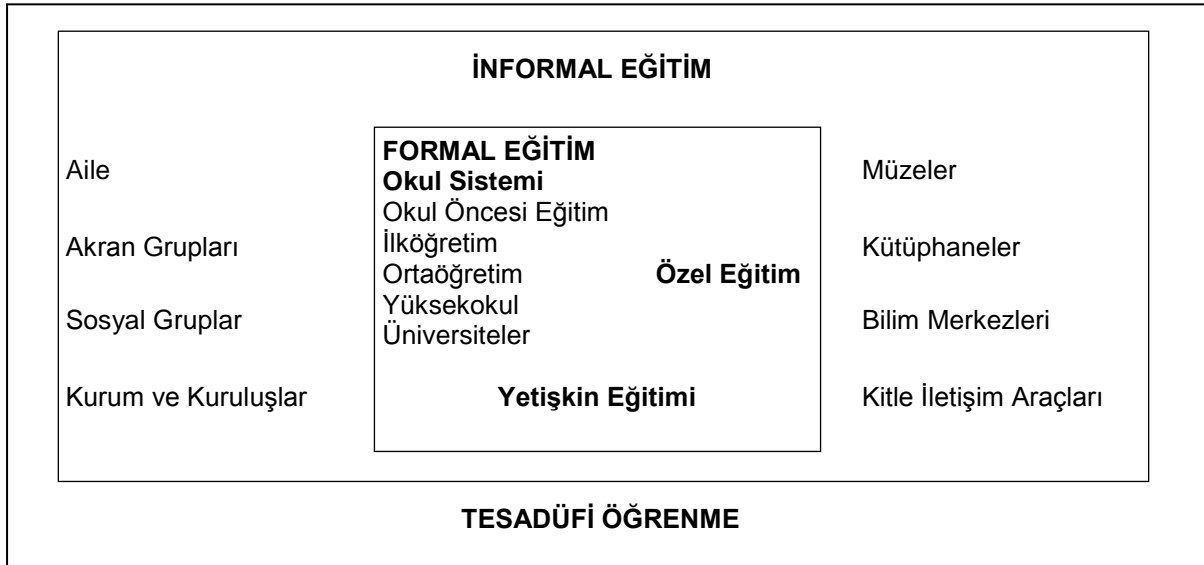 İNFORMAL EĞİTİM
Aile
Akran Grupları
Sosyal Gruplar
Kurum ve Kuruluşlar
FORMAL EĞİTİM
Okul Sistemi
Okul Öncesi Eğitim
İlköğretim
Ortaöğretim Özel Eğitim
Yüksekokul
Üniversiteler
Yetişkin Eğitimi
Müzeler
Kütüphaneler
Bilim Merkezleri
Kitle İletişim Araçları
TESADÜFİ ÖĞRENME